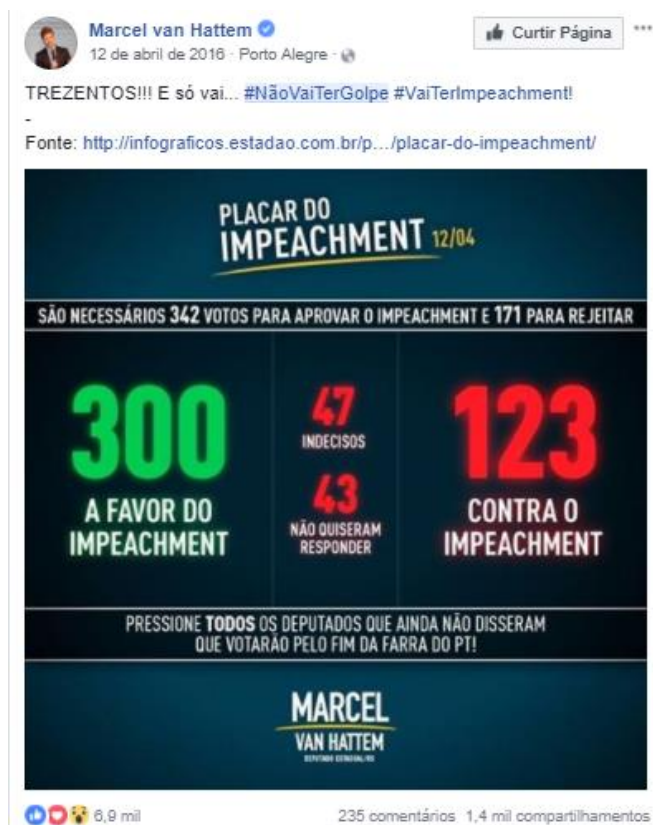 Marcel van Hattem
12 de abril de 2016 · Porto Alegre ·
Curtir Página
TREZENTOS!!! E só vai... #NãoVaiTerGolpe #VaiTerImpeachment!
-
Fonte: http://infograficos.estadao.com.br/p.../placar-do-impeachment/
PLACAR DO
IMPEACHMENT 12/04
SÃO NECESSÁRIOS 342 VOTOS PARA APROVAR O IMPEACHMENT E 171 PARA REJEITAR
300
A FAVOR DO
IMPEACHMENT
47
INDECISOS
43
NÃO QUISERAM
RESPONDER
123
CONTRA O
IMPEACHMENT
PRESSIONE TODOS OS DEPUTADOS QUE AINDA NÃO DISSERAM
QUE VOTARÃO PELO FIM DA FARRA DO PT!
MARCEL
VAN HATTEM
DEPUTADO ESTADUAL/RS
6,9 mil
235 comentários 1,4 mil compartilhamentos